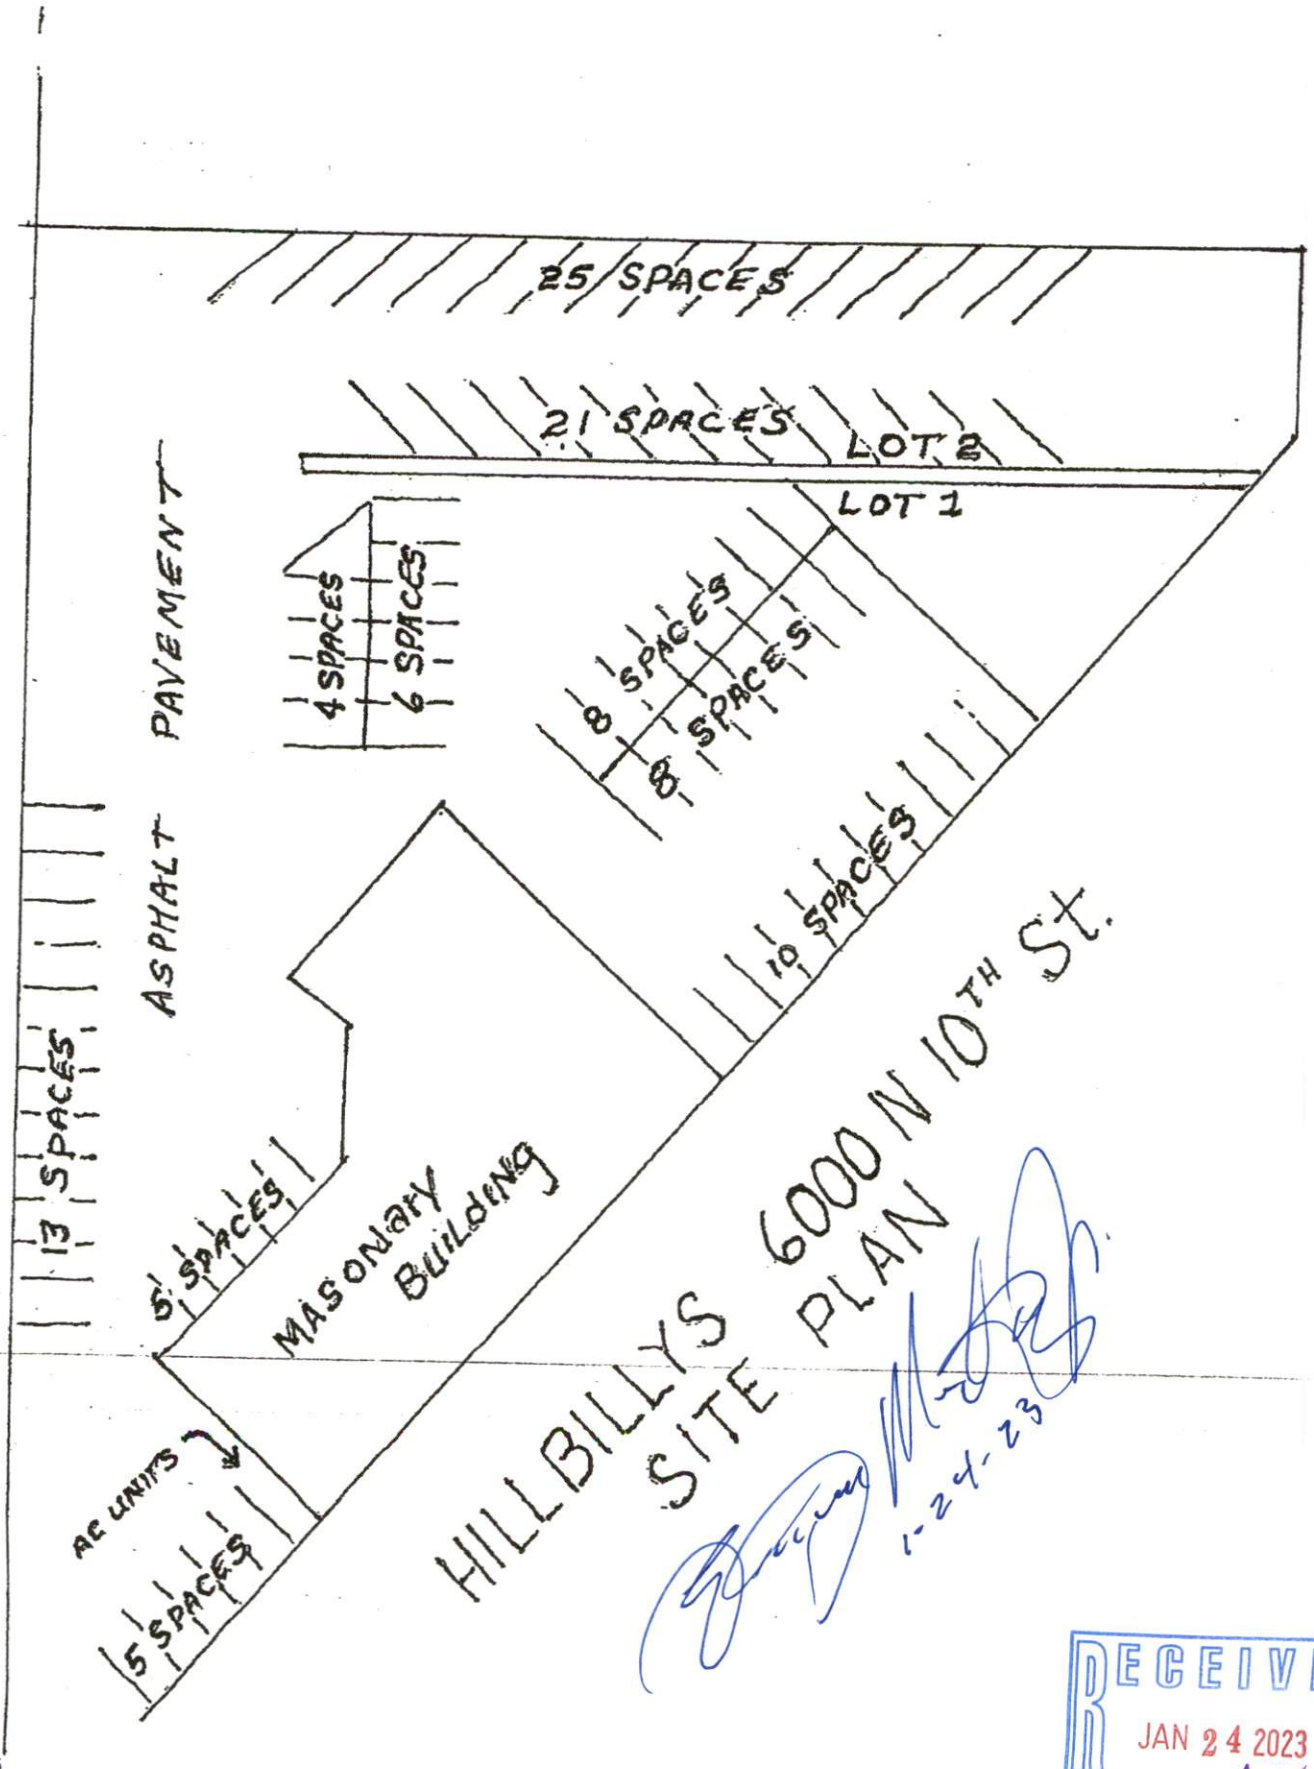 25 SPACES
21 SPACES
LOT 2
LOT 1
ASPHALT PAVEMENT
4 SPACES
6 SPACES
8 SPACES
8 SPACES
10 SPACES
13 SPACES
5 SPACES
MASONARY
BUILDING
AC UNITS
5 SPACES
HILLBILLYS 6000 N 10TH St.
SITE PLAN
1-24-23
RECEIV
JAN 24 2023